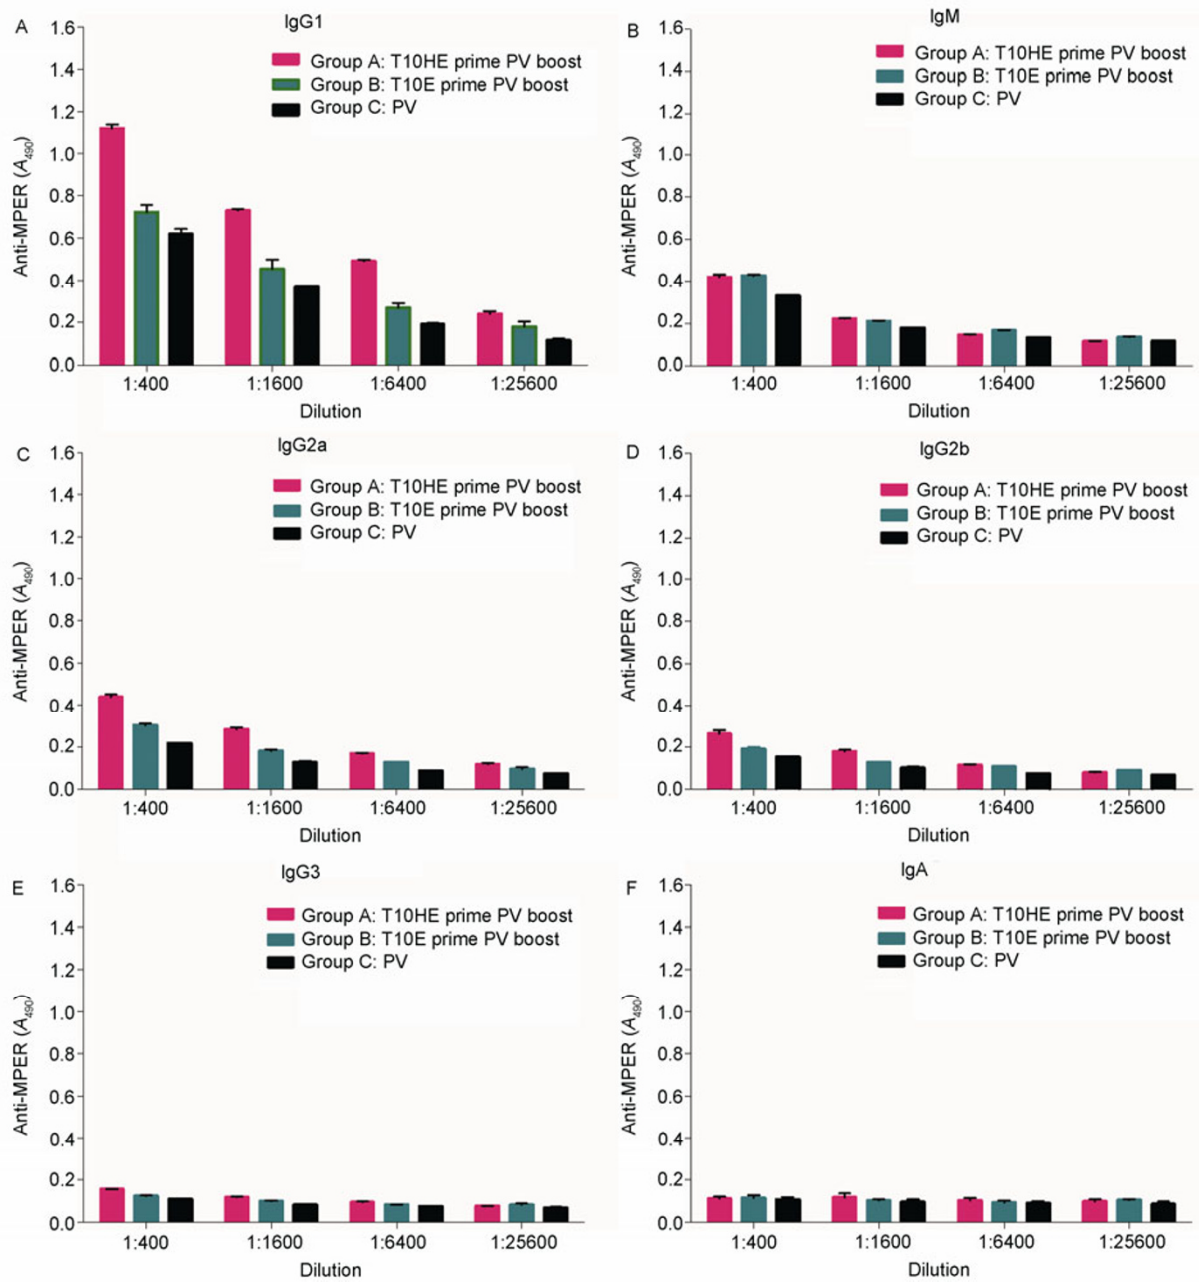 A
IgG1
Group A: T10HE prime PV boost
Group B: T10E prime PV boost
Group C: PV
Anti-MPER (A490)
1.6
1.4
1.2
1.0
0.8
0.6
0.4
0.2
0.0
1:400
1::1600
1:6400
1:25600
Dilution
B
IgM
Group A: T10HE prime PV boost
Group B: T10E prime PV boost
Group C: PV
Anti-MPER (A490)
1.6
1.4
1.2
1.0
0.8
0.6
0.4
0.2
0.0
1:400
1::1600
1:6400
1:25600
Dilution
C
IgG2a
Group A: T10HE prime PV boost
Group B: T10E prime PV boost
Group C: PV
Anti-MPER (A490)
1.6
1.4
1.2
1.0
0.8
0.6
0.4
0.2
0.0
1:400
1::1600
1:6400
1:25600
Dilution
D
IgG2b
Group A: T10HE prime PV boost
Group B: T10E prime PV boost
Group C: PV
Anti-MPER (A490)
1.6
1.4
1.2
1.0
0.8
0.6
0.4
0.2
0.0
1:400
1::1600
1:6400
1:25600
Dilution
E
IgG3
Group A: T10HE prime PV boost
Group B: T10E prime PV boost
Group C: PV
Anti-MPER (A490)
1.6
1.4
1.2
1.0
0.8
0.6
0.4
0.2
0.0
1:400
1::1600
1:6400
1:25600
Dilution
F
IgA
Group A: T10HE prime PV boost
Group B: T10E prime PV boost
Group C: PV
Anti-MPER (A490)
1.6
1.4
1.2
1.0
0.8
0.6
0.4
0.2
0.0
1:400
1::1600
1:6400
1:25600
Dilution